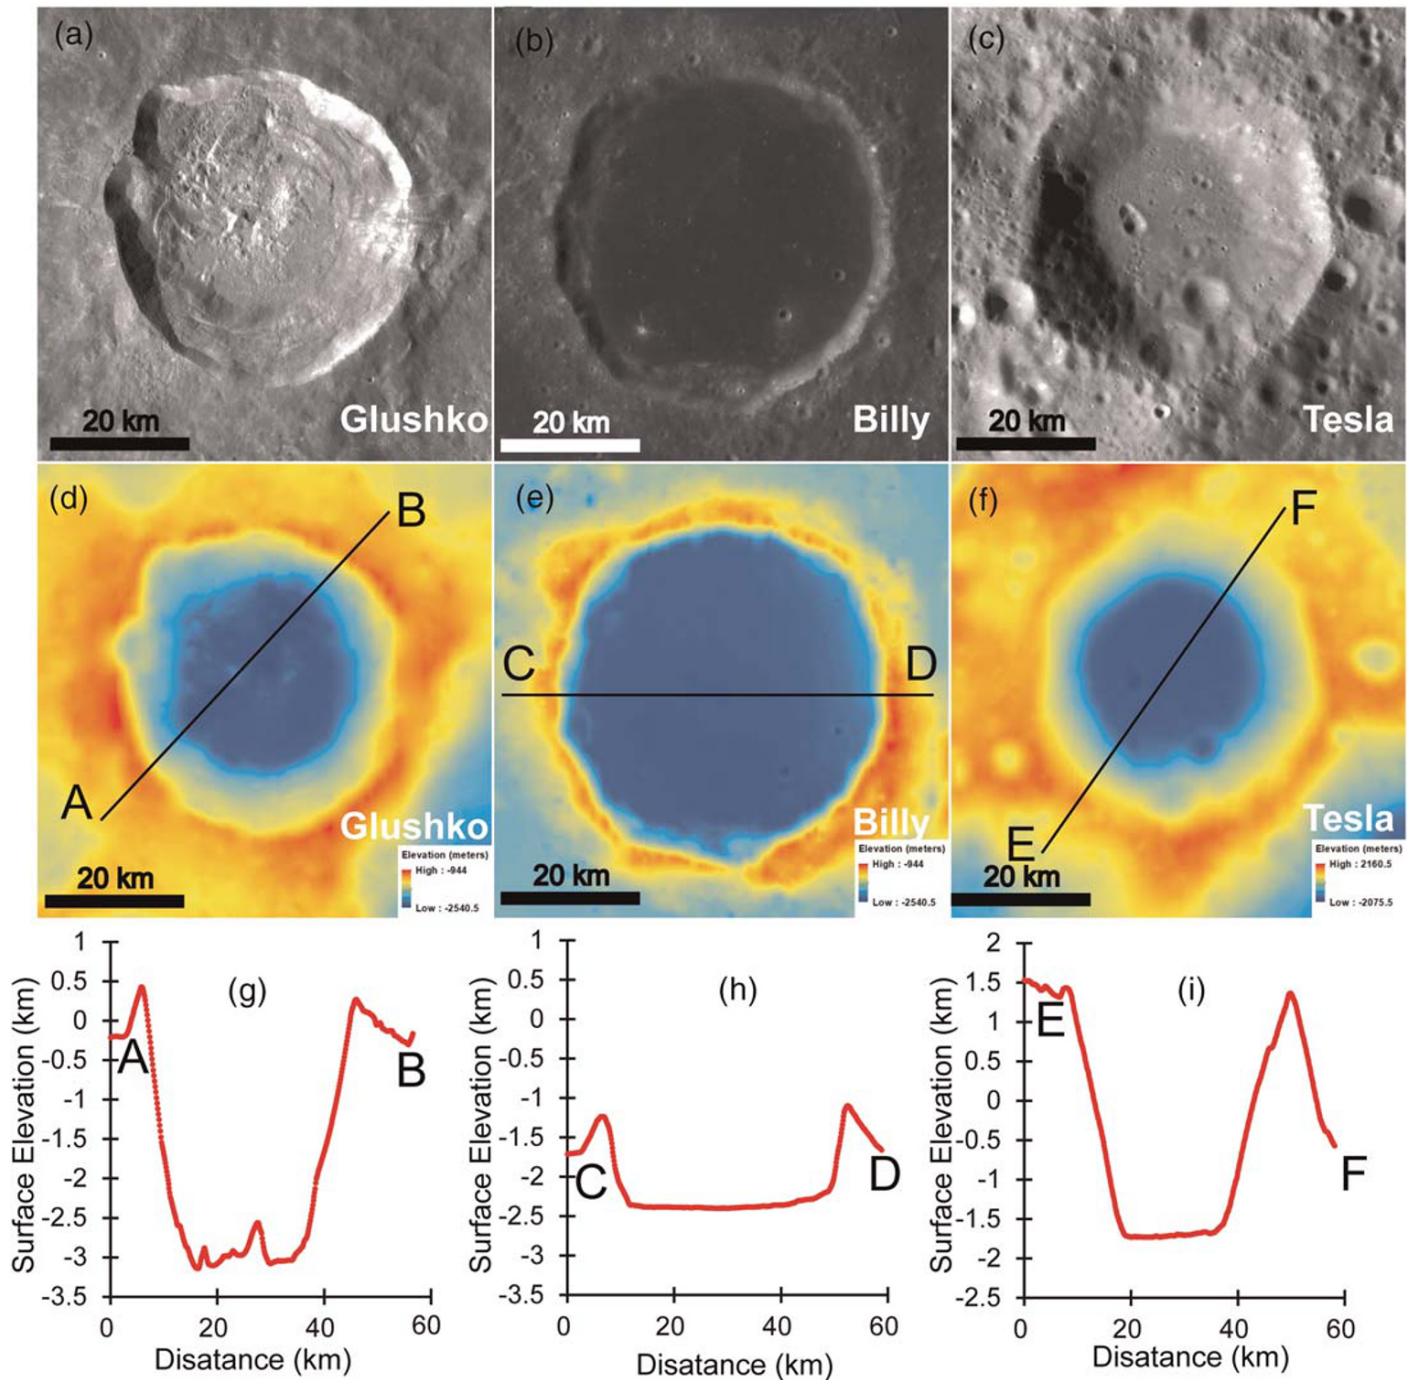 (a)
20 km
Glushko
(b)
20 km
Billy
(c)
20 km
Tesla
(d)
B
A
Glushko
20 km
Elevation (meters)
High : -944
Low : -2540.5
(e)
C
D
Billy
20 km
Elevation (meters)
High : -944
Low : -2540.5
(f)
F
E
Tesla
20 km
Elevation (meters)
High : 2160.5
Low : -2075.5
(g)
Surface Elevation (km)
1
0.5
0
-0.5
-1
-1.5
-2
-2.5
-3
-3.5
A
B
0 20 40 60
Disatance (km)
(h)
Surface Elevation (km)
1
0.5
0
-0.5
-1
-1.5
-2
-2.5
-3
-3.5
C
D
0 20 40 60
Disatance (km)
(i)
Surface Elevation (km)
2
1.5
1
0.5
0
-0.5
-1
-1.5
-2
-2.5
E
F
0 20 40 60
Disatance (km)